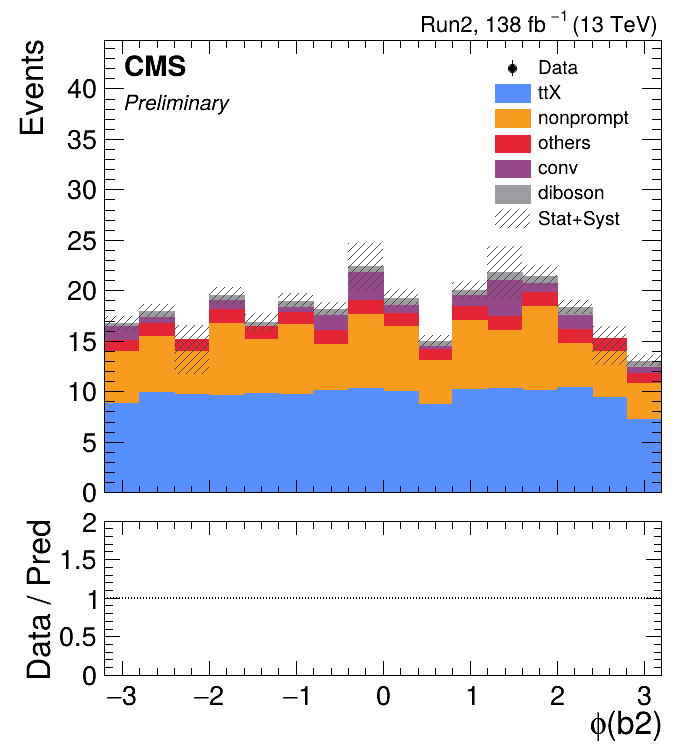 Run2, 138 fb⁻¹ (13 TeV)
CMS
Preliminary
Events
40
35
30
25
20
15
10
5
0
Data
ttX
nonprompt
others
conv
diboson
Stat+Syst
Data / Pred
2
1.5
1
0.5
0
−3 −2 −1 0 1 2 3
ϕ(b2)